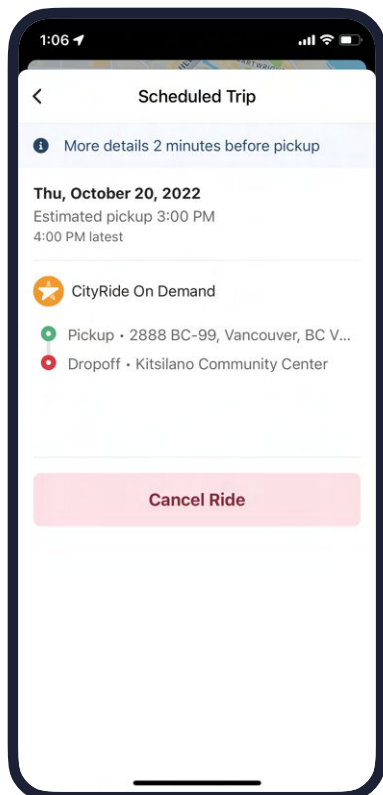 1:06
Scheduled Trip
More details 2 minutes before pickup
Thu, October 20, 2022
Estimated pickup 3:00 PM
4:00 PM latest
CityRide On Demand
Pickup • 2888 BC-99, Vancouver, BC V...
Dropoff • Kitsilano Community Center
Cancel Ride